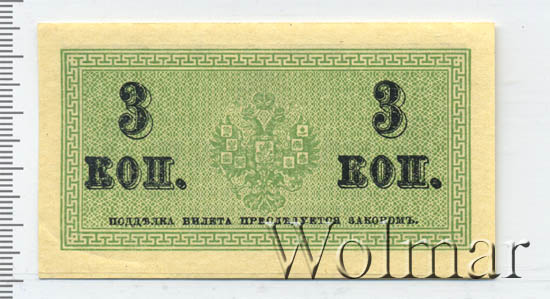 3 3
КОП. КОП.
ПОДДѢЛКА БИЛЕТА ПРЕСЛѢДУЕТСЯ ЗАКОНОМЪ.
Wolmar